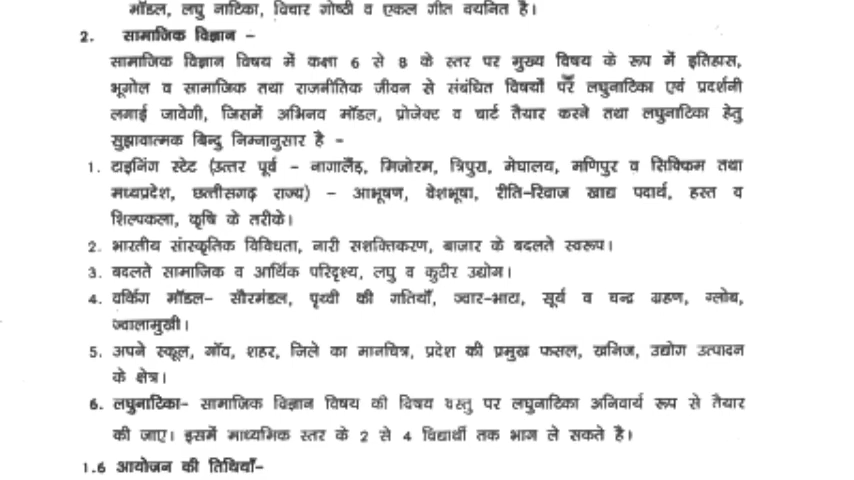 मॉडल, लघु नाटिका, विचार गोष्ठी व एकल गीत चयनित है।
2. सामाजिक विज्ञान –
सामाजिक विज्ञान विषय में कक्षा 6 से 8 के स्तर पर मुख्य विषय के रूप में इतिहास,
भूगोल व सामाजिक तथा राजनीतिक जीवन से संबंधित विषयों पर लघुनाटिका एवं प्रदर्शनी
लगाई जावेगी, जिसमें अभिनव मॉडल, प्रोजेक्ट व चार्ट तैयार करने तथा लघुनाटिका हेतु
सुझावात्मक बिन्दु निम्नानुसार है –
1. टाइनिंग स्टेट (उत्तर पूर्व – नागालैंड, मिजोरम, त्रिपुरा, मेघालय, मणिपुर व सिक्किम तथा
मध्यप्रदेश, छत्तीसगढ़ राज्य) – आभूषण, वेशभूषा, रीति-रिवाज खाद्य पदार्थ, हस्त व
शिल्पकला, कृषि के तरीके।
2. भारतीय सांस्कृतिक विविधता, नारी सशक्तिकरण, बाजार के बदलते स्वरूप।
3. बदलते सामाजिक व आर्थिक परिदृश्य, लघु व कुटीर उद्योग।
4. वर्किंग मॉडल– सौरमंडल, पृथ्वी की गतियाँ, ज्वार-भाटा, सूर्य व चन्द्र ग्रहण, ग्लोब,
ज्वालामुखी।
5. अपने स्कूल, गाँव, शहर, जिले का मानचित्र, प्रदेश की प्रमुख फसल, खनिज, उद्योग उत्पादन
के क्षेत्र।
6. लघुनाटिका– सामाजिक विज्ञान विषय की विषय वस्तु पर लघुनाटिका अनिवार्य रूप से तैयार
की जाए। इसमें माध्यमिक स्तर के 2 से 4 विद्यार्थी तक भाग ले सकते है।
1.6 आयोजन की तिथियाँ–